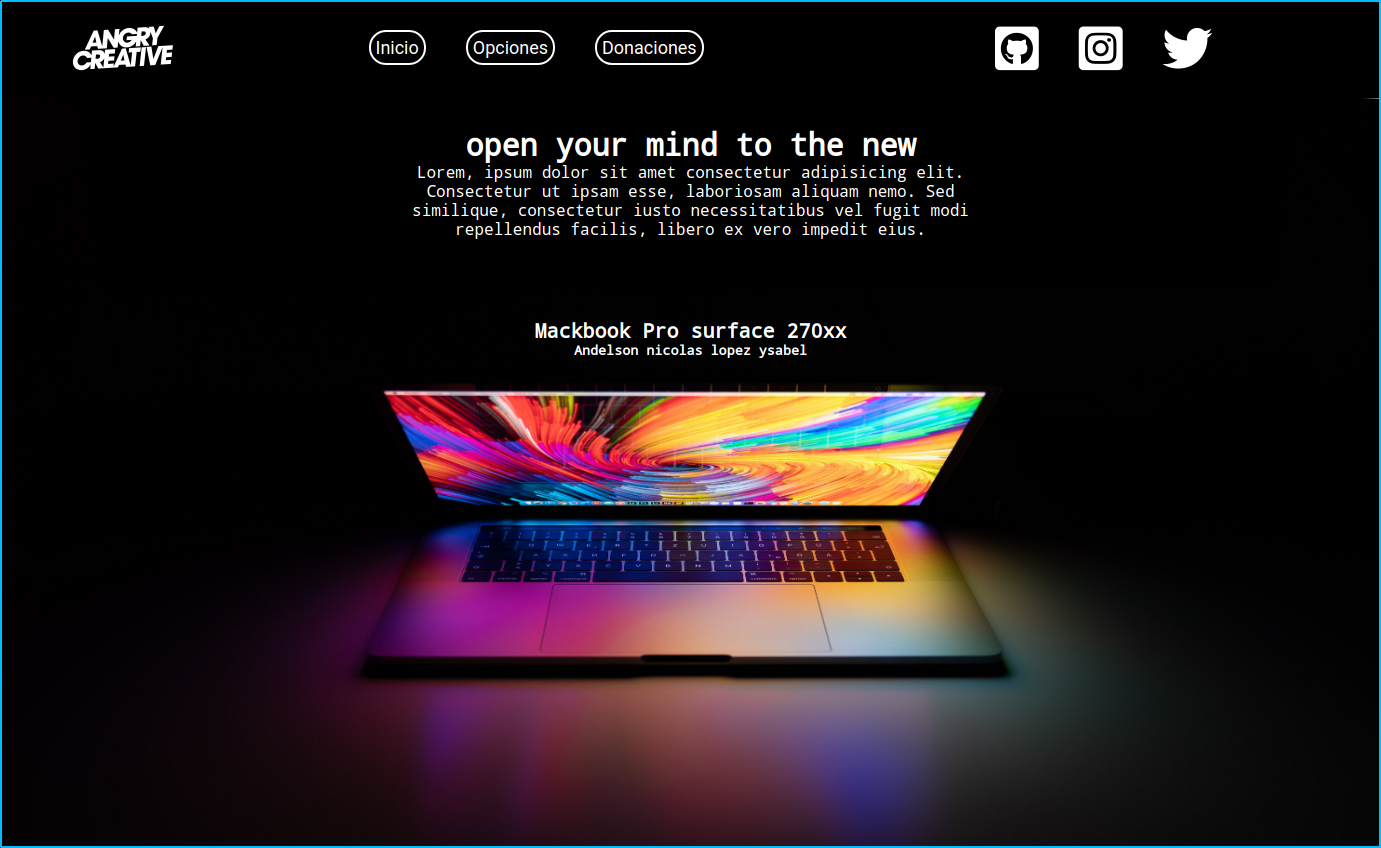 ANGRY
CREATIVE
Inicio
Opciones
Donaciones
open your mind to the new
Lorem, ipsum dolor sit amet consectetur adipisicing elit.
Consectetur ut ipsam esse, laboriosam aliquam nemo. Sed
similique, consectetur iusto necessitatibus vel fugit modi
repellendus facilis, libero ex vero impedit eius.
Mackbook Pro surface 270xx
Andelson nicolas lopez ysabel